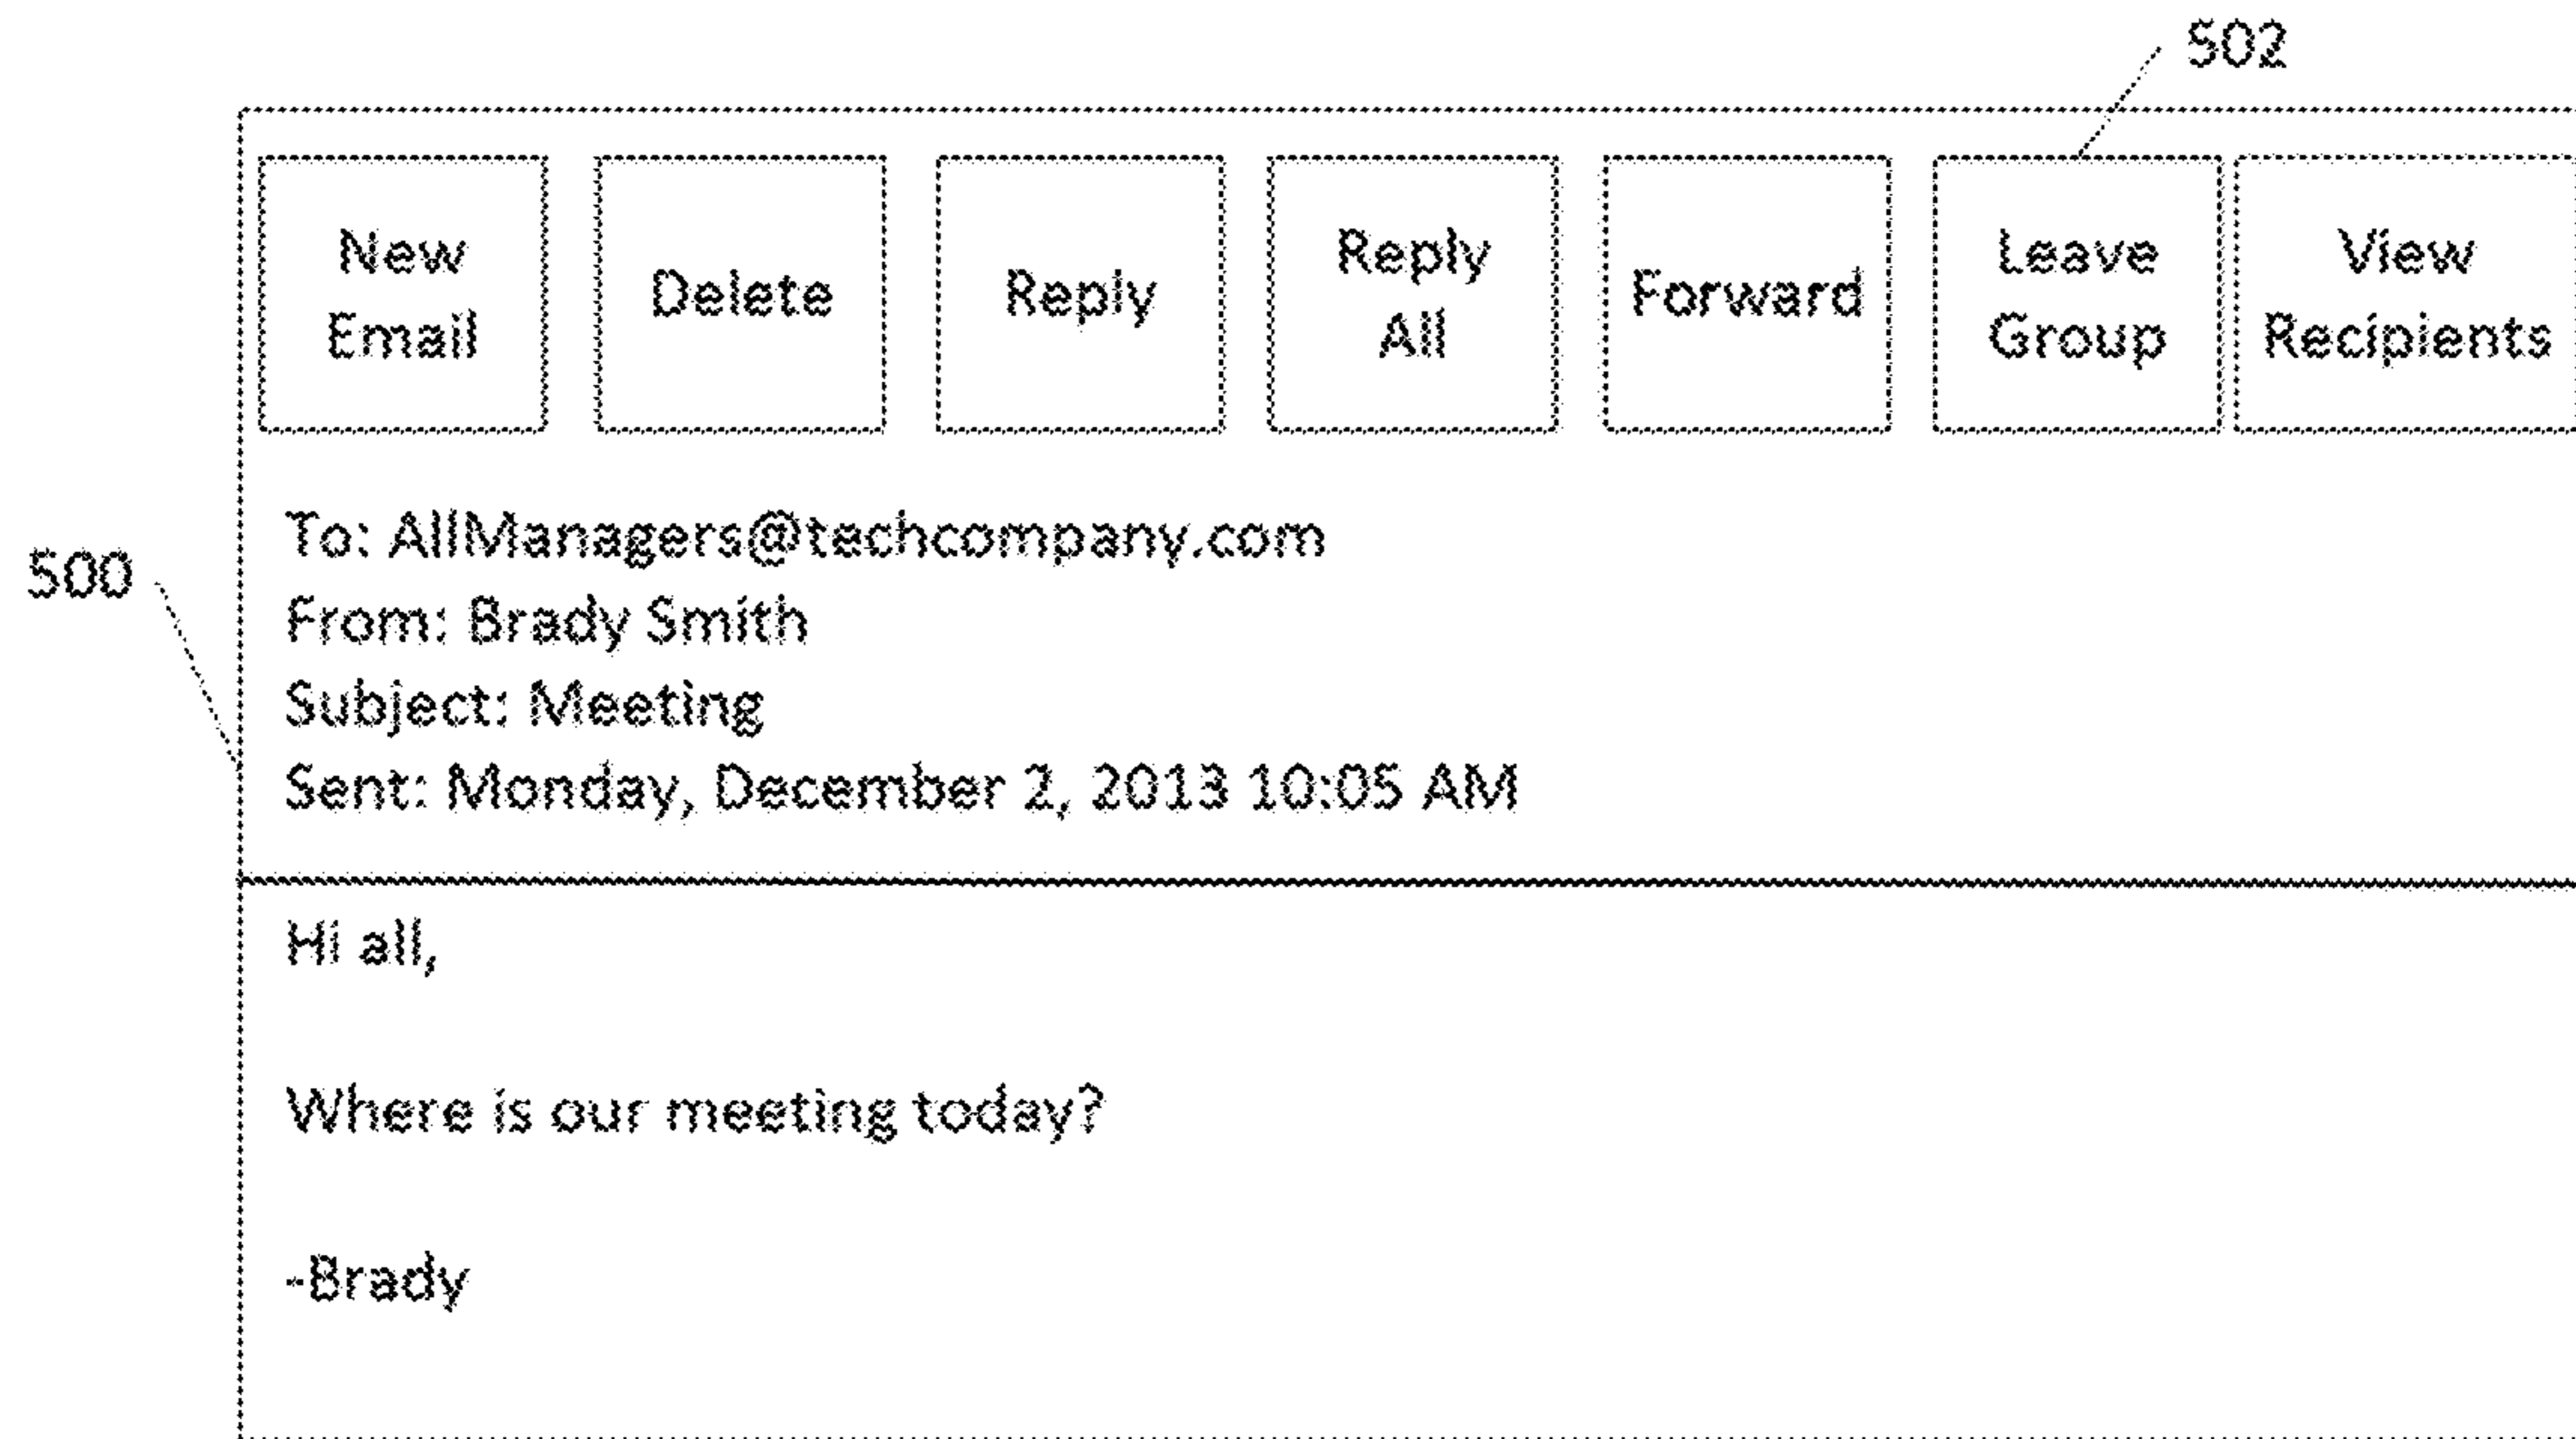 502
New
Email
Delete
Reply
Reply
All
Forward
Leave
Group
View
Recipients
500
To: AllManagers@techcompany.com
From: Brady Smith
Subject: Meeting
Sent: Monday, December 2, 2013 10:05 AM
Hi all,
Where is our meeting today?
-Brady